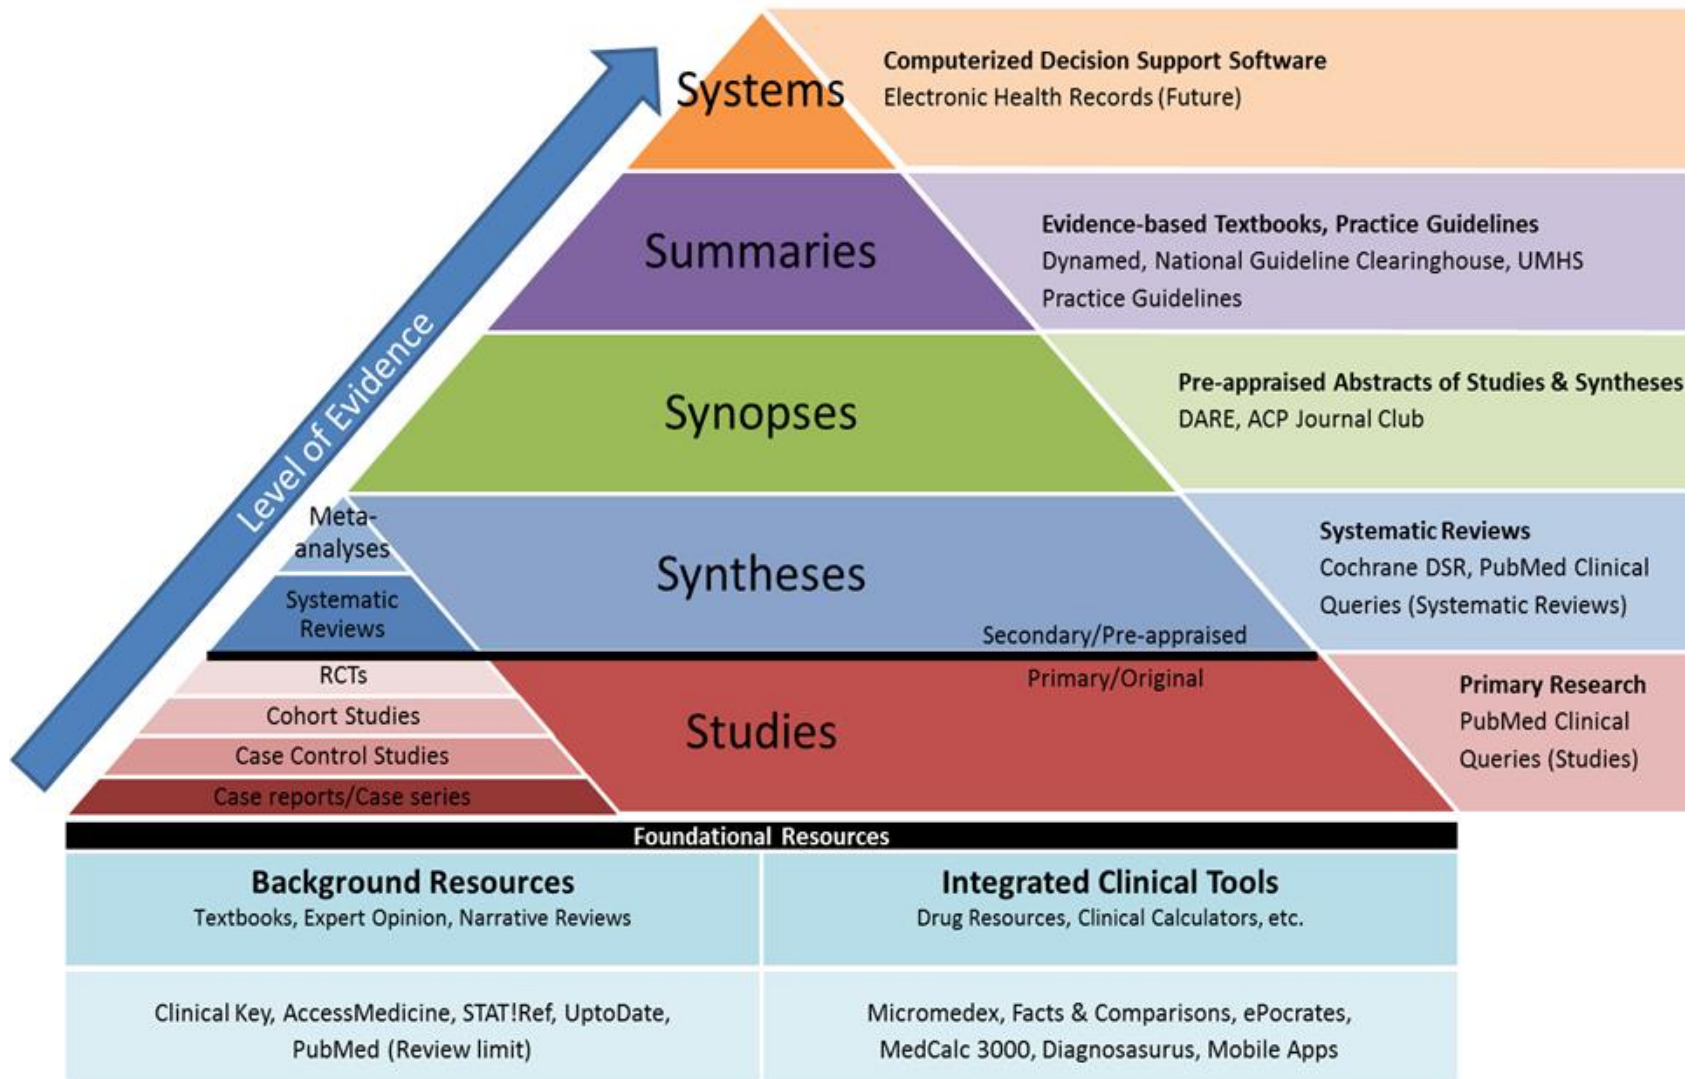 Systems
Computerized Decision Support Software
Electronic Health Records (Future)
Summaries
Evidence-based Textbooks, Practice Guidelines
Dynamed, National Guideline Clearinghouse, UMHS
Practice Guidelines
Level of Evidence
Synopses
Pre-appraised Abstracts of Studies & Syntheses
DARE, ACP Journal Club
Meta-
analyses
Systematic
Reviews
Syntheses
Secondary/Pre-appraised
Systematic Reviews
Cochrane DSR, PubMed Clinical
Queries (Systematic Reviews)
RCTs
Cohort Studies
Case Control Studies
Case reports/Case series
Studies
Primary/Original
Primary Research
PubMed Clinical
Queries (Studies)
Foundational Resources
Background Resources
Textbooks, Expert Opinion, Narrative Reviews
Integrated Clinical Tools
Drug Resources, Clinical Calculators, etc.
Clinical Key, AccessMedicine, STAT!Ref, UptoDate,
PubMed (Review limit)
Micromedex, Facts & Comparisons, ePocrates,
MedCalc 3000, Diagnosaurus, Mobile Apps